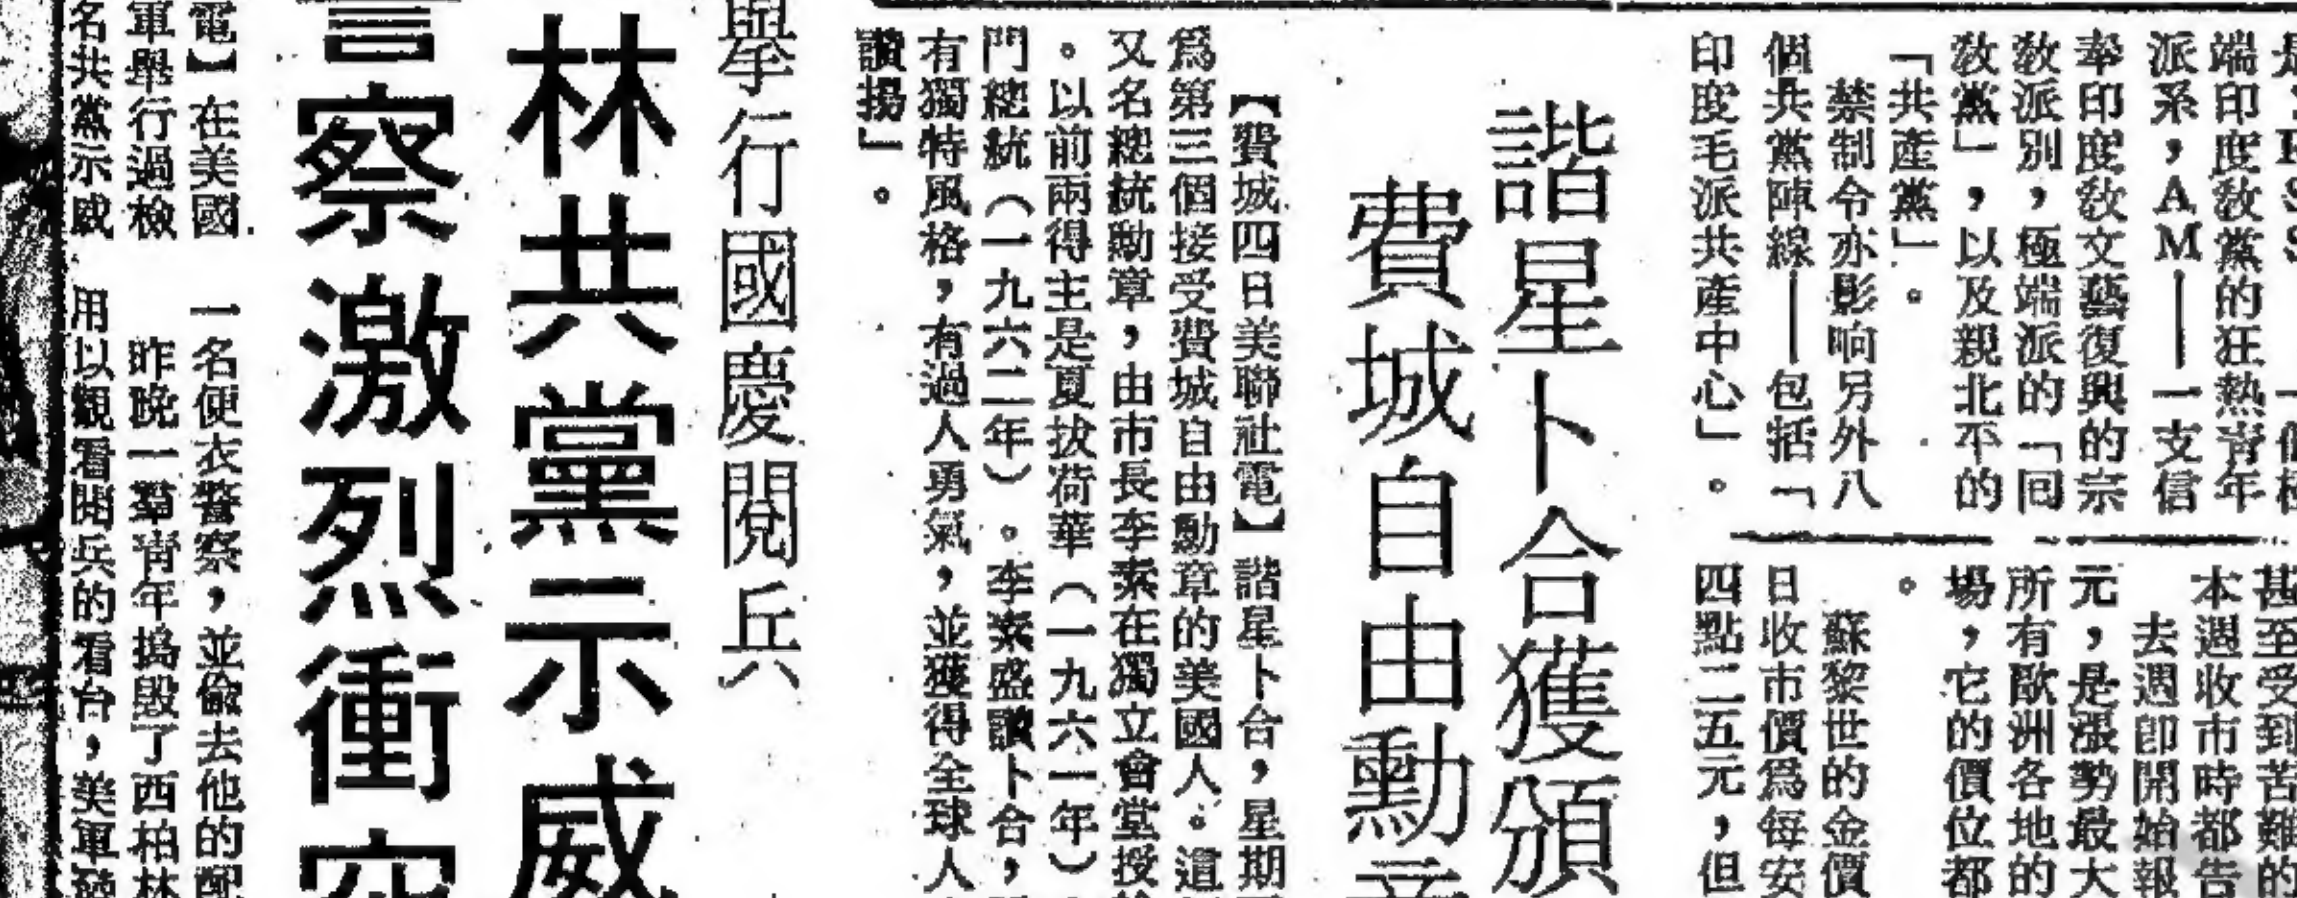 端印度教黨的狂熱青年
派系，AM——一支信
奉印度教文藝復興的宗
教派別，極端派的「同
教黨」，以及親北平的
「共產黨」。
禁制令亦影响另外八
個共黨陣線——包括「
印度毛派共產中心」。
甚至受到苦難的
本週收市時都告
去週卽開始報
元，是漲勢最大
所有歐洲各地的
場，它的價位都
。
蘇黎世的金價
日收市價爲每安
四點二五元，但
諧星卜合獲頒
費城自由勳章
【費城四日美聯社電】諧星卜合，星期
爲第三個接受費城自由勳章的美國人。這
又名總統勳章，由市長李素在獨立會堂授
。以前兩得主是夏拔荷華（一九六一年）
門總統（一九六二年）。李素盛讚卜合，
有獨特風格，有過人勇氣，並獲得全球人
讚揚」。
舉行國慶閱兵
林共黨示威
警察激烈衝突
電】在美國
軍舉行過檢
名共黨示威
一名便衣警察，並偷去他的配
昨晚一羣青年搗毀了西柏林
用以觀看閱兵的看台，美軍